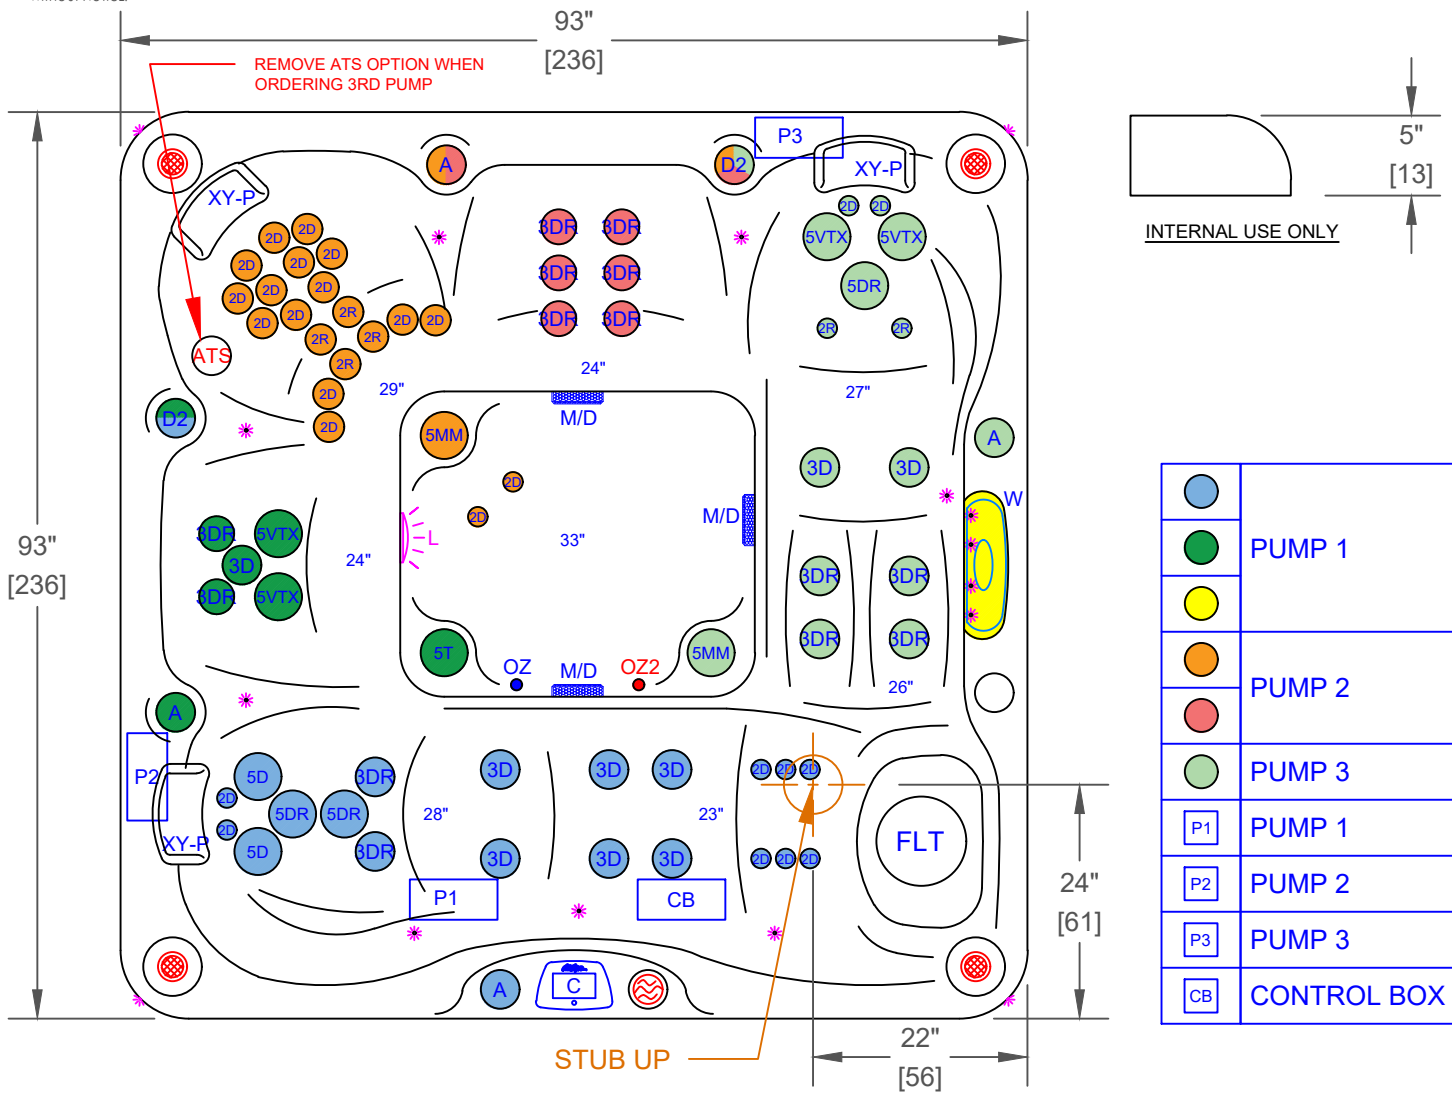 93"
[236]
REMOVE ATS OPTION WHEN
ORDERING 3RD PUMP
P3
5"
[13]
INTERNAL USE ONLY
A
D2
XY-P
XY-P
2D
2D
2D
2D
2D
2D
2D
2D
2D
2D
2D
2D
2R
2R
2R
2R
2D
2D
2D
2D
3DR
3DR
3DR
3DR
3DR
3DR
2D
2D
5VTX
5VTX
5DR
2R
2R
ATS
29"
24"
27"
D2
M/D
5MM
A
2D
2D
3D
3D
W
M/D
L
33"
24"
3DR
5VTX
3D
3DR
5VTX
93"
[236]
3DR
3DR
3DR
3DR
5T
5MM
OZ
M/D
OZ2
26"
A
P2
XY-P
5D
3DR
2D
5DR
5DR
2D
5D
3DR
28"
3D
3D
3D
3D
3D
3D
23"
2D
2D
2D
2D
2D
2D
FLT
P1
CB
24"
[61]
A
C
STUB UP
22"
[56]
PUMP 1
PUMP 2
PUMP 3
P1
PUMP 1
P2
PUMP 2
P3
PUMP 3
CB
CONTROL BOX